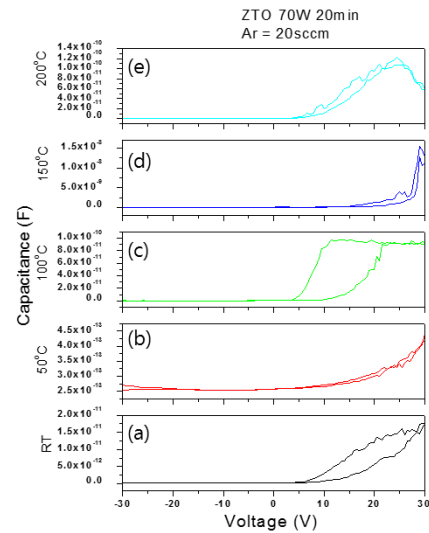 ZTO 70W 20min
Ar = 20sccm
Capacitance (F)
200°C
1.4x10⁻¹⁰
1.2x10⁻¹⁰
1.0x10⁻¹⁰
8.0x10⁻¹¹
6.0x10⁻¹¹
4.0x10⁻¹¹
2.0x10⁻¹¹
0.0
(e)
150°C
1.5x10⁻⁸
1.0x10⁻⁸
5.0x10⁻⁹
0.0
(d)
100°C
1.0x10⁻¹⁰
8.0x10⁻¹¹
6.0x10⁻¹¹
4.0x10⁻¹¹
2.0x10⁻¹¹
0.0
(c)
50°C
4.5x10⁻¹³
4.0x10⁻¹³
3.5x10⁻¹³
3.0x10⁻¹³
2.5x10⁻¹³
(b)
RT
2.0x10⁻¹¹
1.5x10⁻¹¹
1.0x10⁻¹¹
5.0x10⁻¹²
0.0
(a)
-30 -20 -10 0 10 20 30
Voltage (V)